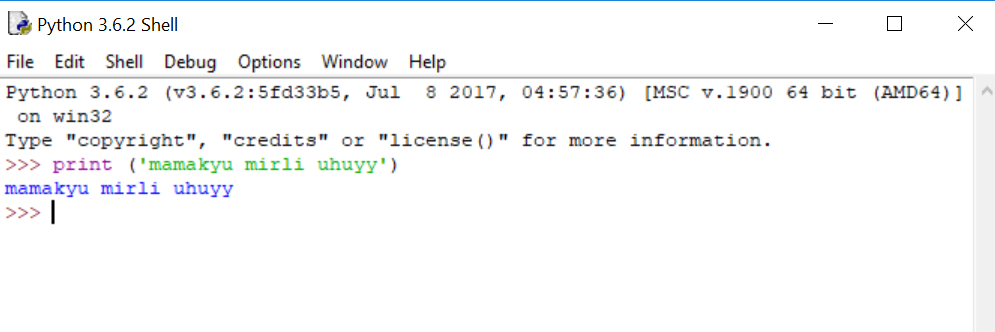 Python 3.6.2 Shell
File Edit Shell Debug Options Window Help
Python 3.6.2 (v3.6.2:5fd33b5, Jul  8 2017, 04:57:36) [MSC v.1900 64 bit (AMD64)]
 on win32
Type "copyright", "credits" or "license()" for more information.
>>> print ('mamakyu mirli uhuyy')
mamakyu mirli uhuyy
>>>